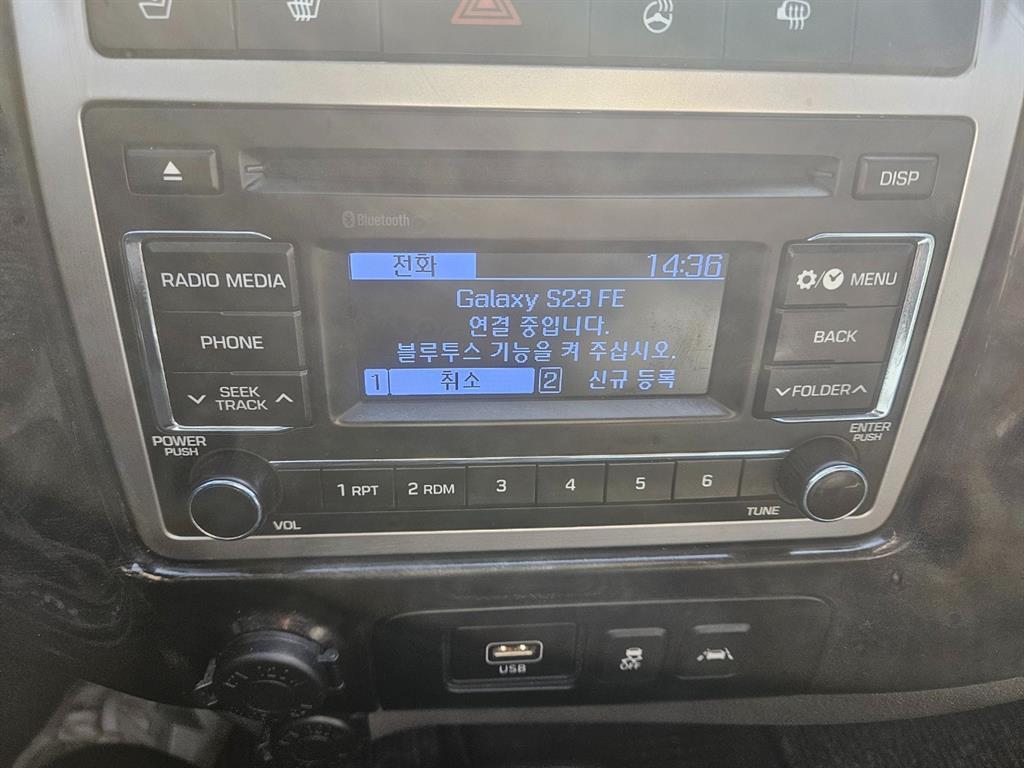 DISP
Bluetooth
전화 14:36
RADIO MEDIA
MENU
Galaxy S23 FE
연결 중입니다.
PHONE
BACK
블루투스 기능을 켜 주십시오.
1 취소 2 신규 등록
SEEK
TRACK
FOLDER
POWER
PUSH
ENTER
PUSH
1 RPT 2 RDM 3 4 5 6
VOL
TUNE
USB
OFF